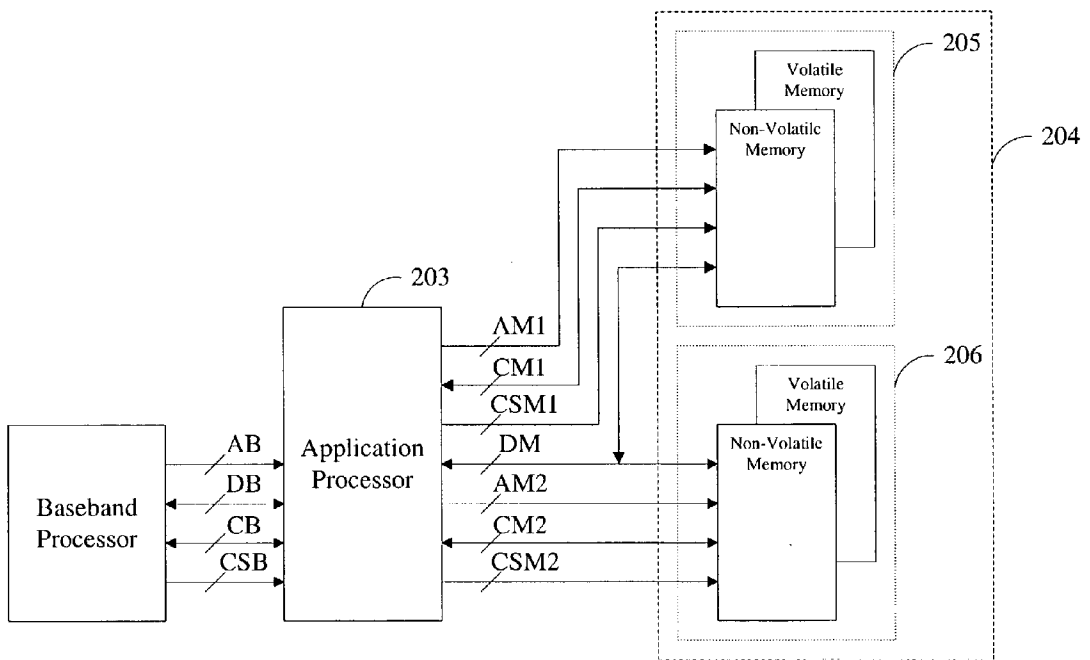 205
Volatile
Memory
Non-Volatile
Memory
204
203
AM1
CM1
CSM1
206
Volatile
Memory
Non-Volatile
Memory
Application
Processor
DM
AM2
CM2
CSM2
AB
DB
CB
CSB
Baseband
Processor